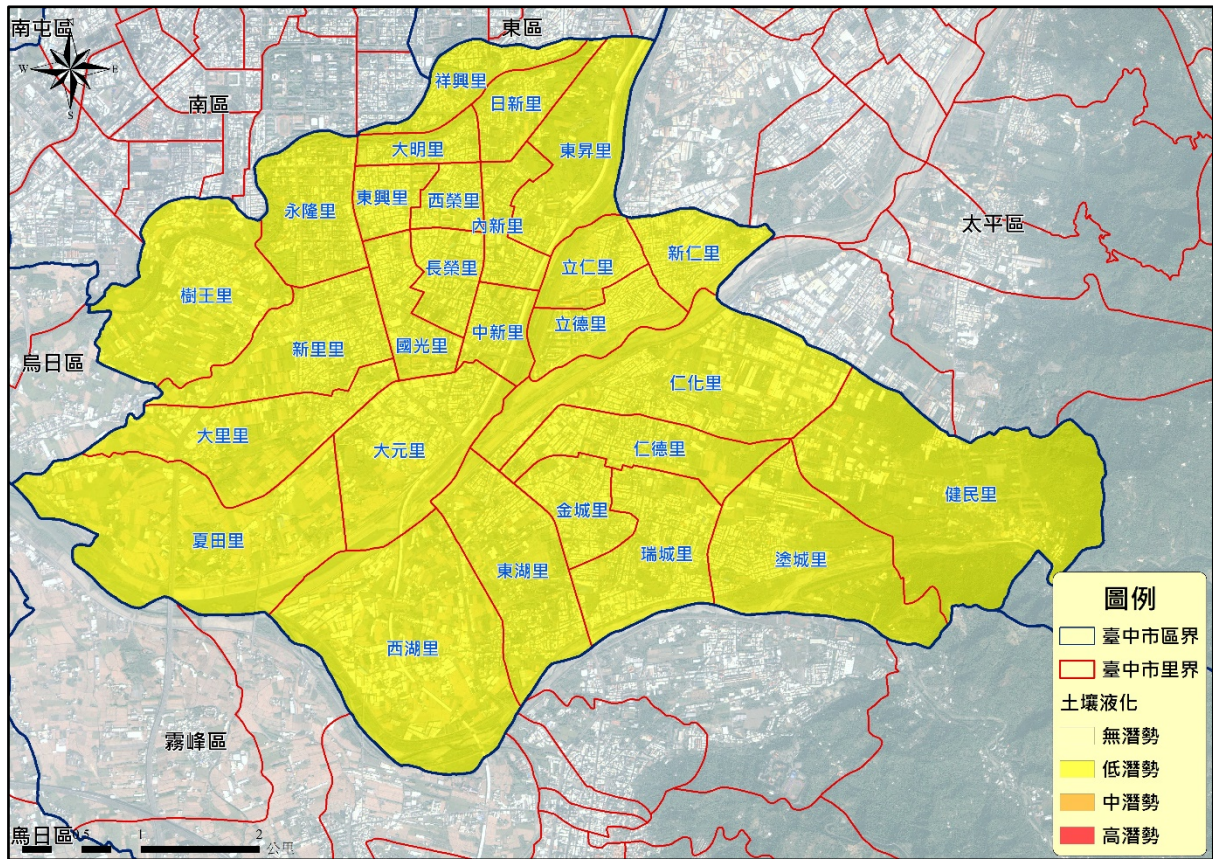 南屯區
東區
N
W
E
S
南區
祥興里
日新里
大明里
東昇里
東興里
西榮里
永隆里
內新里
太平區
新仁里
立仁里
長榮里
樹王里
立德里
中新里
國光里
新里里
烏日區
仁化里
大里里
大元里
仁德里
健民里
金城里
夏田里
瑞城里
塗城里
東湖里
西湖里
霧峰區
烏日區
0.5
1
2
公里
圖例
臺中市區界
臺中市里界
土壤液化
無潛勢
低潛勢
中潛勢
高潛勢